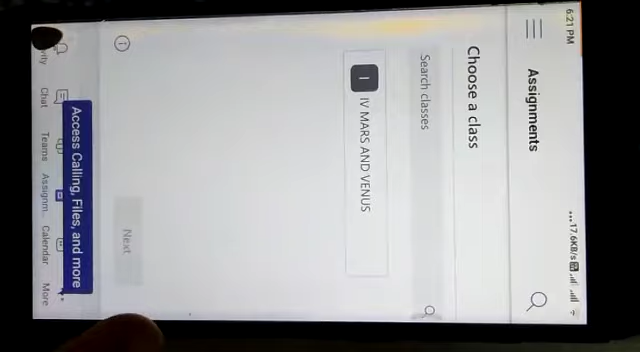 6:21 PM
...17.6KB/s
Assignments
Choose a class
Search classes
I
IV MARS AND VENUS
Next
Access Calling, Files, and more
Chat
Teams
Assignm...
Calendar
More